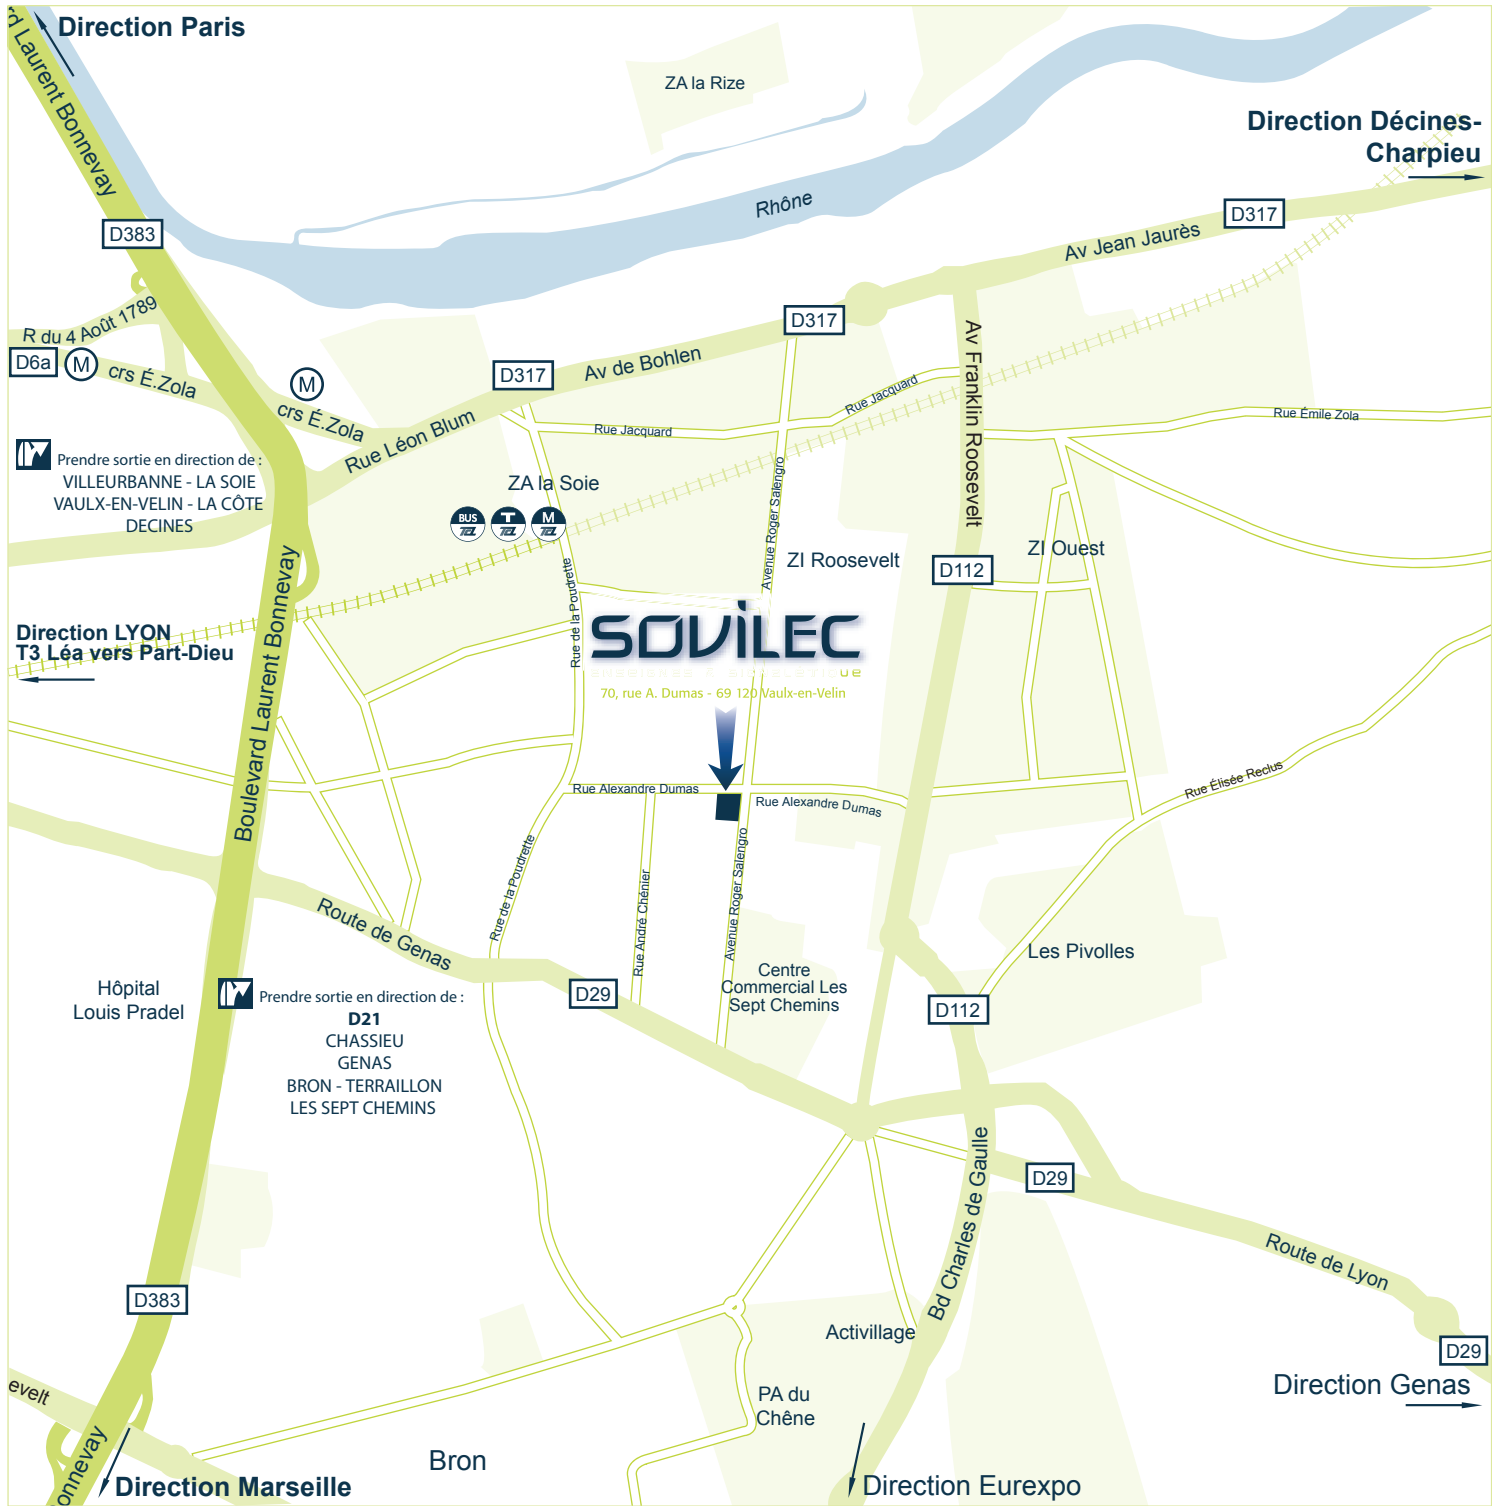 Direction Paris
rd Laurent Bonnevay
ZA la Rize
Direction Décines-
Charpieu
Rhône
D383
D317
Av Jean Jaurès
R du 4 Août 1789
D317
D6a
M
crs É.Zola
M
crs É.Zola
D317
Av de Bohlen
Av Franklin Roosevelt
Rue Jacquard
Rue Léon Blum
Rue Jacquard
Rue Émile Zola
Prendre sortie en direction de :
VILLEURBANNE - LA SOIE
VAULX-EN-VELIN - LA CÔTE
DECINES
ZA la Soie
BUS
TCL
T
TCL
M
TCL
Avenue Roger Salengro
ZI Roosevelt
D112
ZI Ouest
Rue de la Poudrette
Boulevard Laurent Bonnevay
Direction LYON
T3 Léa vers Part-Dieu
SOVILEC
ue
70, rue A. Dumas - 69 120 Vaulx-en-Velin
Rue Alexandre Dumas
Rue Alexandre Dumas
Rue Élisée Reclus
Rue de la Poudrette
Rue André Chénier
Avenue Roger Salengro
Route de Genas
Les Pivolles
Centre
Commercial Les
Sept Chemins
Hôpital
Louis Pradel
D29
D112
Prendre sortie en direction de :
D21
CHASSIEU
GENAS
BRON - TERRAILLON
LES SEPT CHEMINS
Bd Charles de Gaulle
D29
Route de Lyon
D383
Activillage
D29
Direction Genas
evelt
PA du
Chêne
Bron
onnevay
Direction Marseille
Direction Eurexpo